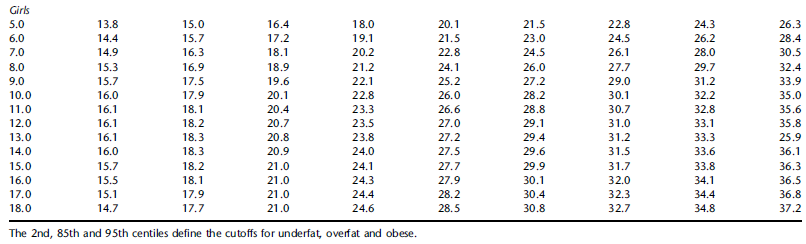 Girls
5.0 13.8 15.0 16.4 18.0 20.1 21.5 22.8 24.3 26.3
6.0 14.4 15.7 17.2 19.1 21.5 23.0 24.5 26.2 28.4
7.0 14.9 16.3 18.1 20.2 22.8 24.5 26.1 28.0 30.5
8.0 15.3 16.9 18.9 21.2 24.1 26.0 27.7 29.7 32.4
9.0 15.7 17.5 19.6 22.1 25.2 27.2 29.0 31.2 33.9
10.0 16.0 17.9 20.1 22.8 26.0 28.2 30.1 32.2 35.0
11.0 16.1 18.1 20.4 23.3 26.6 28.8 30.7 32.8 35.6
12.0 16.1 18.2 20.7 23.5 27.0 29.1 31.0 33.1 35.8
13.0 16.1 18.3 20.8 23.8 27.2 29.4 31.2 33.3 25.9
14.0 16.0 18.3 20.9 24.0 27.5 29.6 31.5 33.6 36.1
15.0 15.7 18.2 21.0 24.1 27.7 29.9 31.7 33.8 36.3
16.0 15.5 18.1 21.0 24.3 27.9 30.1 32.0 34.1 36.5
17.0 15.1 17.9 21.0 24.4 28.2 30.4 32.3 34.4 36.8
18.0 14.7 17.7 21.0 24.6 28.5 30.8 32.7 34.8 37.2
The 2nd, 85th and 95th centiles define the cutoffs for underfat, overfat and obese.